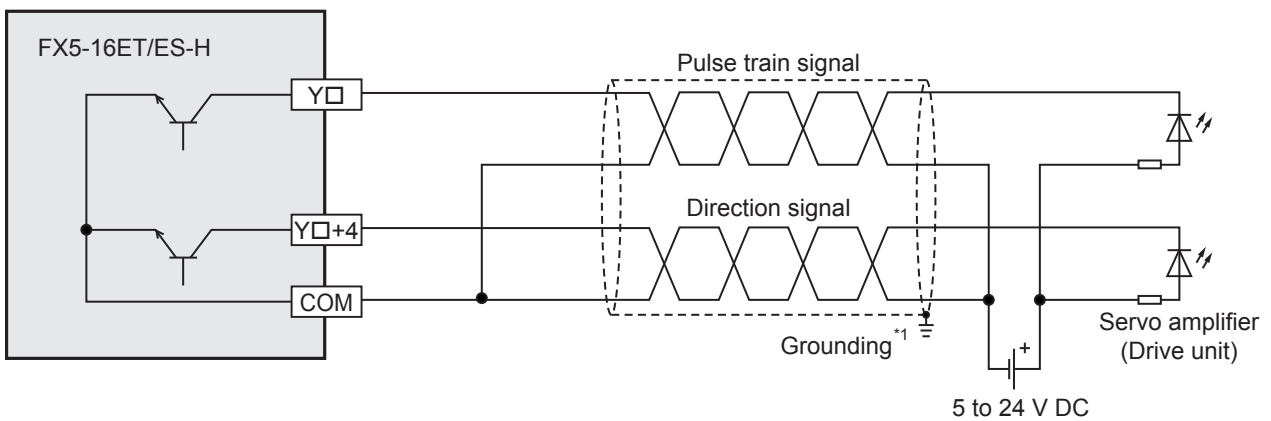 FX5-16ET/ES-H
Pulse train signal
Y□
Direction signal
Y□+4
COM
Grounding *1
Servo amplifier
(Drive unit)
+
5 to 24 V DC